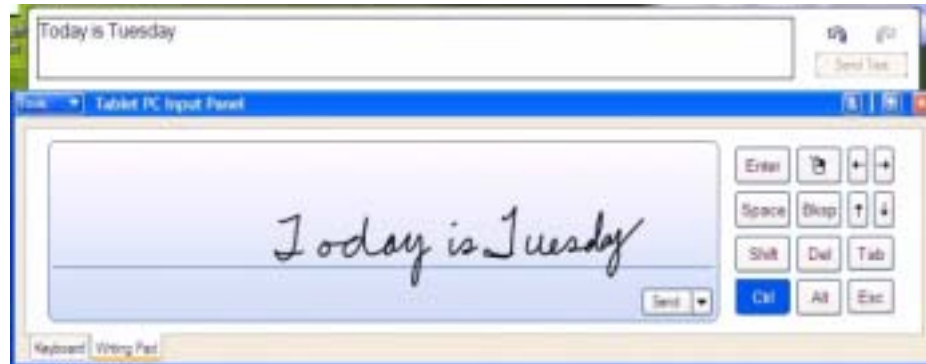 Today is Tuesday
Send Text
Tools Tablet PC Input Panel
Today is Tuesday
Enter
Space Bksp
Shift Del Tab
Ctrl Alt Esc
Send
Keyboard Writing Pad